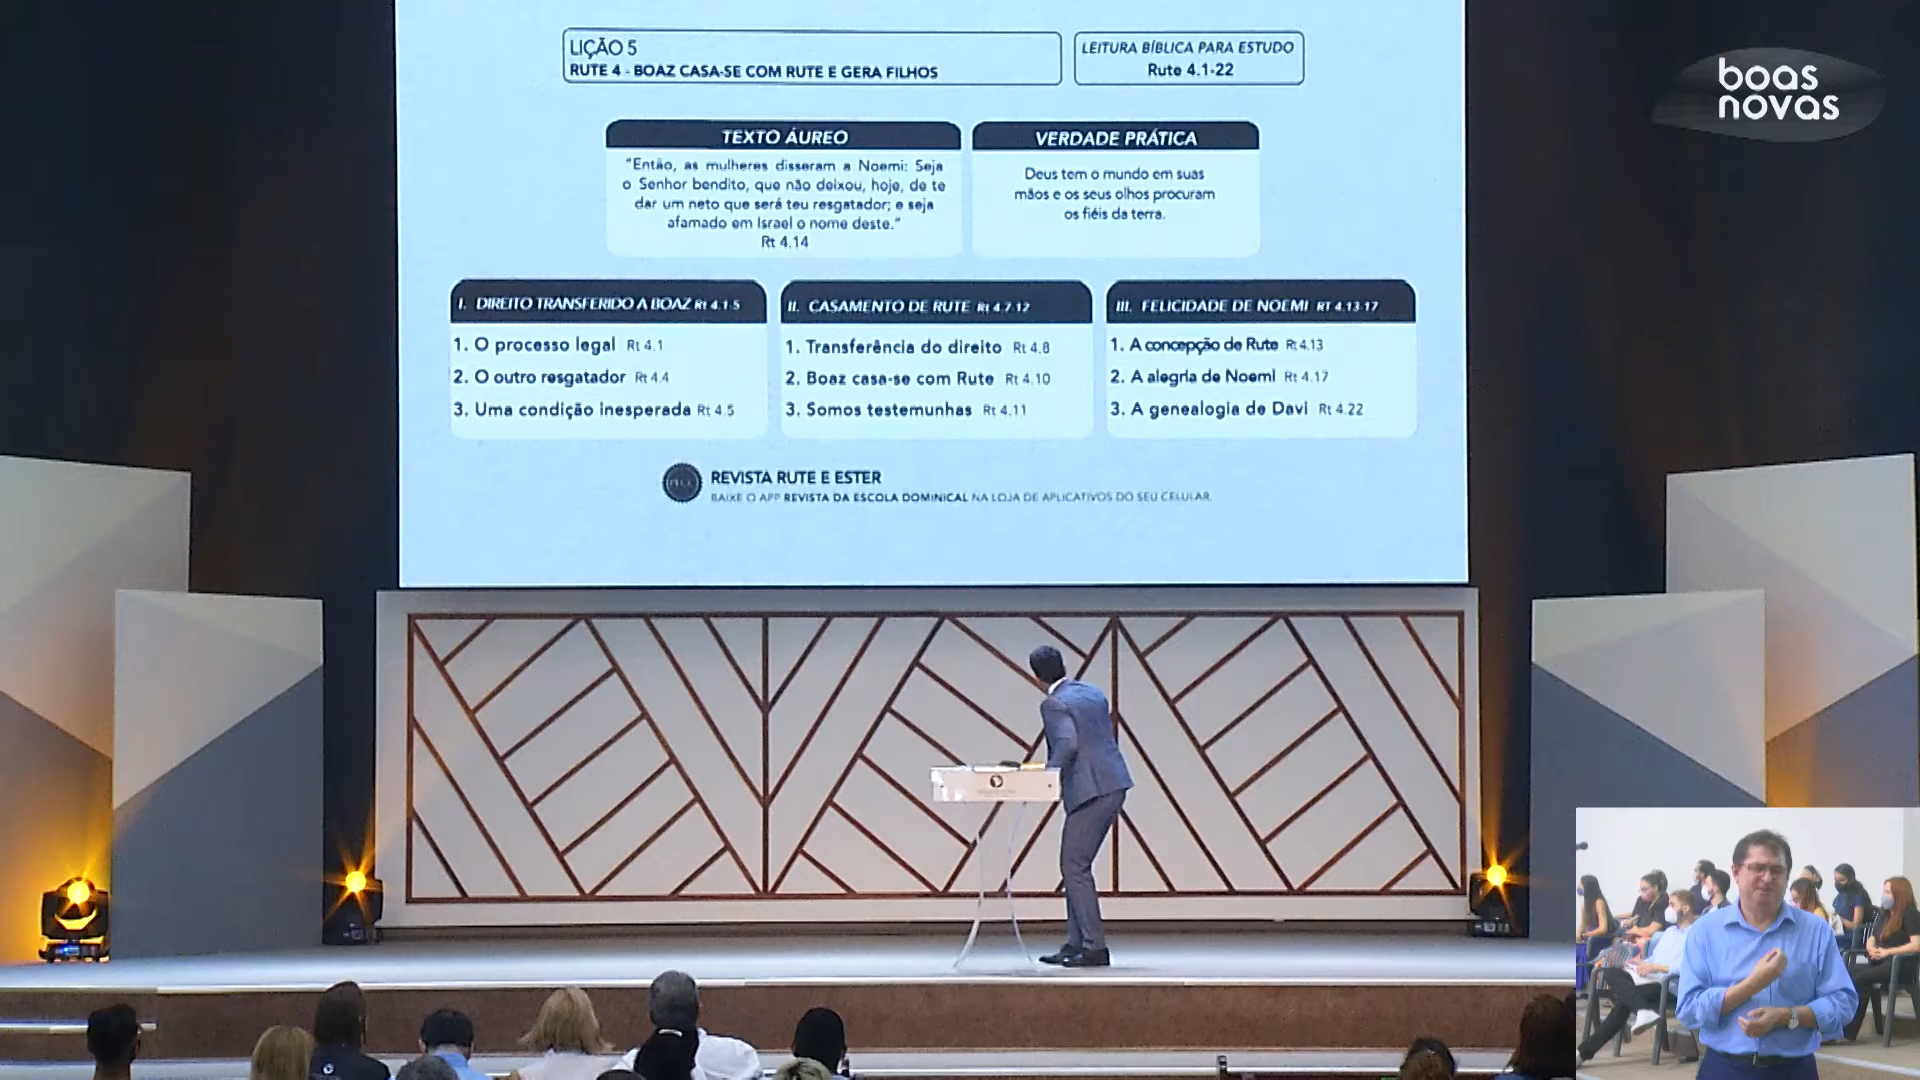 LIÇÃO 5
RUTE 4 - BOAZ CASA-SE COM RUTE E GERA FILHOS
LEITURA BÍBLICA PARA ESTUDO
Rute 4.1-22
boas
novas
TEXTO ÁUREO
"Então, as mulheres disseram a Noemi: Seja
o Senhor bendito, que não deixou, hoje, de te
dar um neto que será teu resgatador; e seja
afamado em Israel o nome deste."
Rt 4.14
VERDADE PRÁTICA
Deus tem o mundo em suas
mãos e os seus olhos procuram
os fiéis da terra.
I. DIREITO TRANSFERIDO A BOAZ Rt 4.1-5
1. O processo legal Rt 4.1
2. O outro resgatador Rt 4.4
3. Uma condição inesperada Rt 4.5
II. CASAMENTO DE RUTE Rt 4.7-12
1. Transferência do direito Rt 4.8
2. Boaz casa-se com Rute Rt 4.10
3. Somos testemunhas Rt 4.11
III. FELICIDADE DE NOEMI RT 4.13-17
1. A concepção de Rute Rt 4.13
2. A alegria de Noemi Rt 4.17
3. A genealogia de Davi Rt 4.22
REVISTA RUTE E ESTER
BAIXE O APP REVISTA DA ESCOLA DOMINICAL NA LOJA DE APLICATIVOS DO SEU CELULAR.